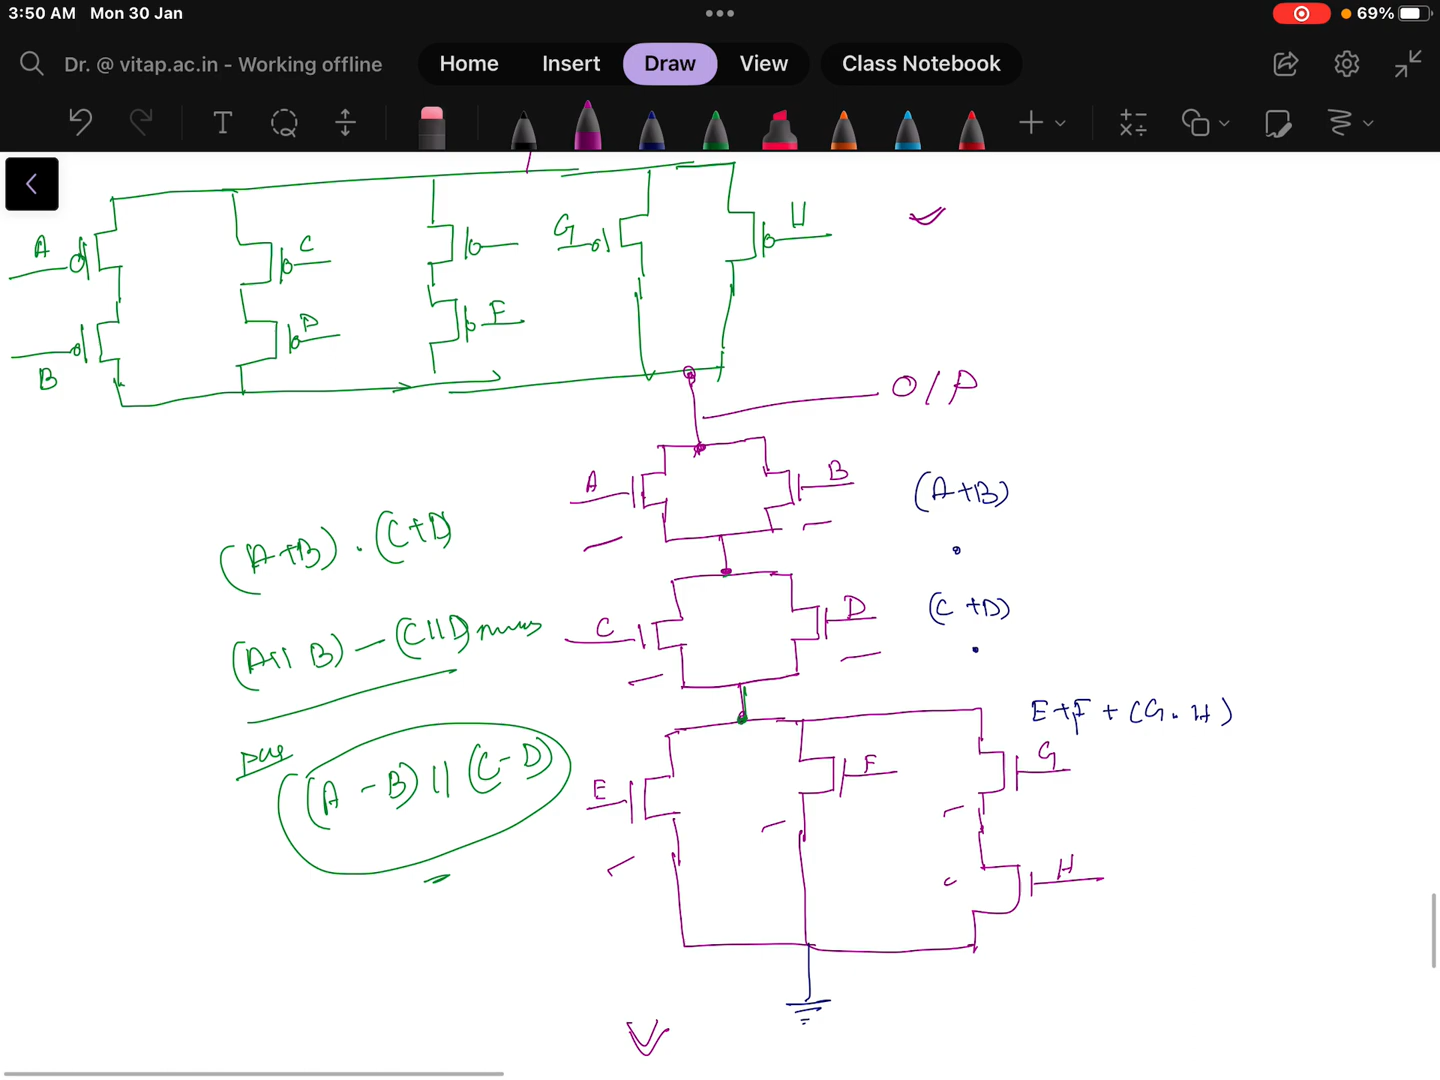 3:50 AM Mon 30 Jan
69%
Dr. @ vitap.ac.in - Working offline
Home Insert Draw View Class Notebook
A
C
G
H
D
F
B
O/P
A
B
(A+B)
(A+B) . (C+D)
.
C
D
(C+D)
(A||B) — (C||D) nmos
.
E+F+(G.H)
G
F
E
((A-B)||(C-D)
H